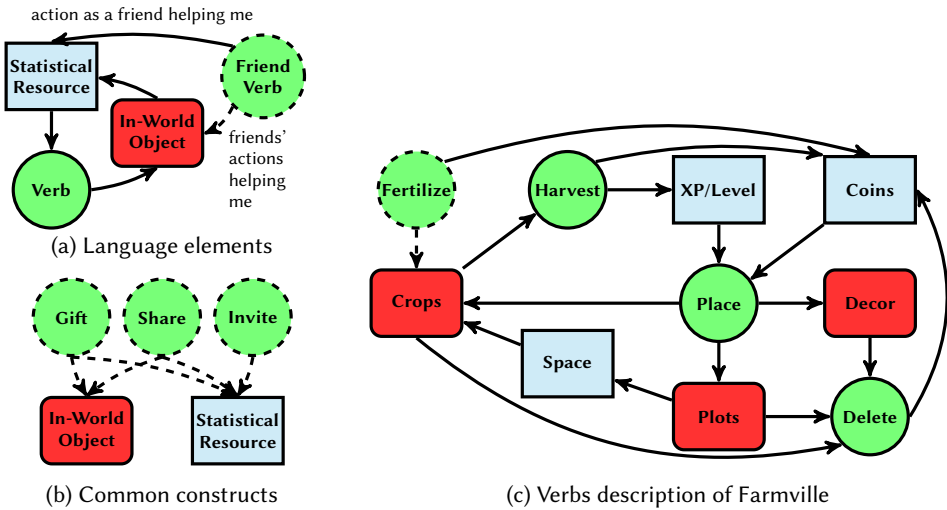 action as a friend helping me
Statistical
Resource
Friend
Verb
In-World
Object
friends'
actions
helping
me
Verb
(a) Language elements
Gift
Share
Invite
In-World
Object
Statistical
Resource
(b) Common constructs
Fertilize
Harvest
XP/Level
Coins
Crops
Place
Decor
Space
Plots
Delete
(c) Verbs description of Farmville